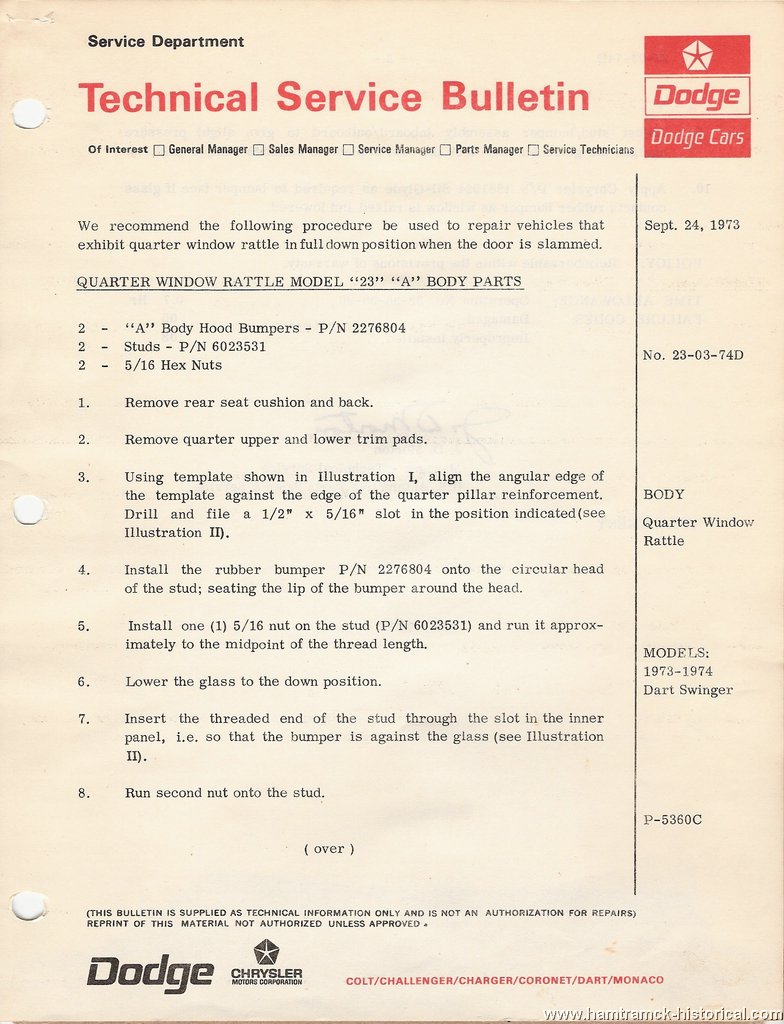 Service Department
Technical Service Bulletin
Dodge
Dodge Cars
Of Interest General Manager Sales Manager Service Manager Parts Manager Service Technicians
We recommend the following procedure be used to repair vehicles that
exhibit quarter window rattle in full down position when the door is slammed.
Sept. 24, 1973
QUARTER WINDOW RATTLE MODEL "23" "A" BODY PARTS
2 - "A" Body Hood Bumpers - P/N 2276804
2 - Studs - P/N 6023531
2 - 5/16 Hex Nuts
No. 23-03-74D
1. Remove rear seat cushion and back.
2. Remove quarter upper and lower trim pads.
3. Using template shown in Illustration I, align the angular edge of
the template against the edge of the quarter pillar reinforcement.
Drill and file a 1/2" x 5/16" slot in the position indicated (see
Illustration II).
BODY
Quarter Window
Rattle
4. Install the rubber bumper P/N 2276804 onto the circular head
of the stud; seating the lip of the bumper around the head.
5. Install one (1) 5/16 nut on the stud (P/N 6023531) and run it approx-
imately to the midpoint of the thread length.
6. Lower the glass to the down position.
MODELS:
1973-1974
Dart Swinger
7. Insert the threaded end of the stud through the slot in the inner
panel, i.e. so that the bumper is against the glass (see Illustration
II).
8. Run second nut onto the stud.
P-5360C
( over )
(THIS BULLETIN IS SUPPLIED AS TECHNICAL INFORMATION ONLY AND IS NOT AN AUTHORIZATION FOR REPAIRS)
REPRINT OF THIS MATERIAL NOT AUTHORIZED UNLESS APPROVED.
Dodge
CHRYSLER
MOTORS CORPORATION
COLT/CHALLENGER/CHARGER/CORONET/DART/MONACO
www.hamtramck-historical.com